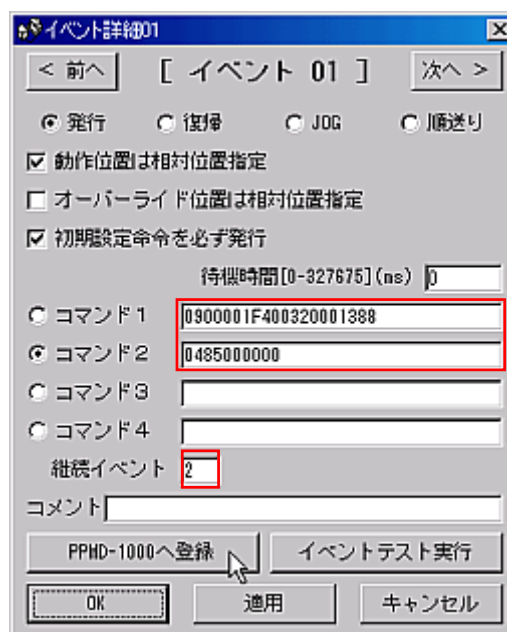 イベント詳細01
< 前へ [ イベント 01 ] 次へ >
発行 復帰 JOG 順送り
動作位置は相対位置指定
オーバーライド位置は相対位置指定
初期設定命令を必ず発行
待機時間[0-327675](ms) 0
コマンド1 0900001F400320001388
コマンド2 0485000000
コマンド3
コマンド4
継続イベント 2
コメント
PPMD-1000へ登録 イベントテスト実行
OK 適用 キャンセル